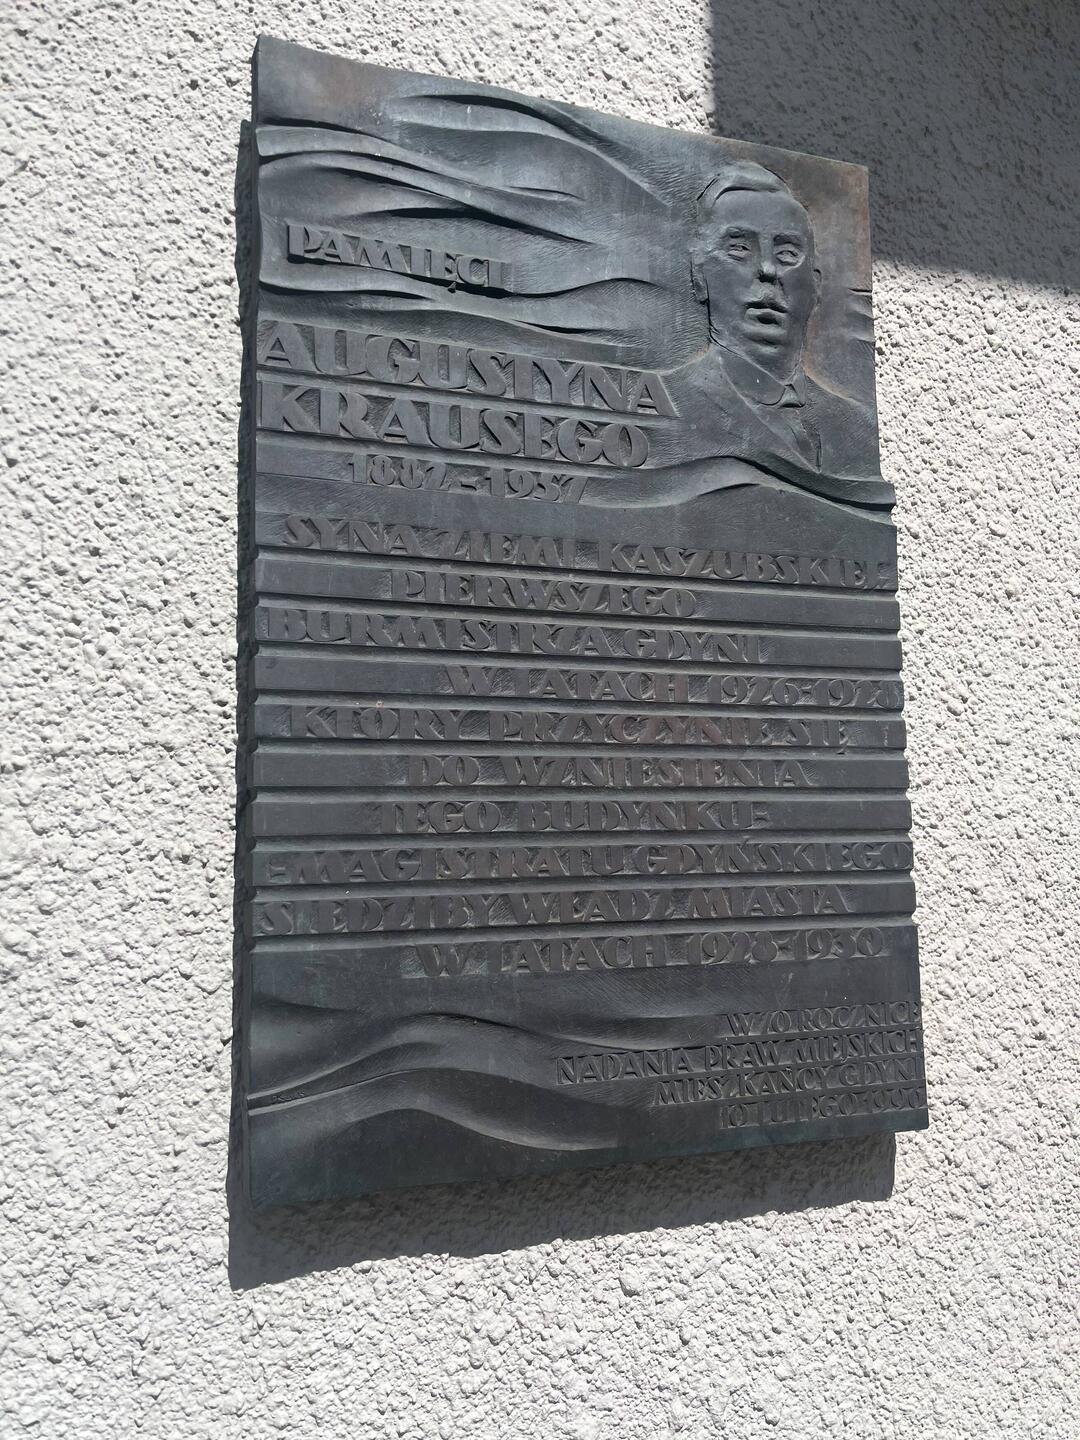 PAMIĘCI
AUGUSTYNA
KRAUSEGO
1882-1957
SYNA ZIEMI KASZUBSKIEJ-
PIERWSZEGO
BURMISTRZA GDYNI
W LATACH 1926-1928
KTÓRY PRZYCZYNIŁ SIĘ
DO WZNIESIENIA
TEGO BUDYNKU-
-MAGISTRATU GDYŃSKIEGO
SIEDZIBY WŁADZ MIASTA
W LATACH 1928-1930
W 70 ROCZNICĘ
NADANIA PRAW MIEJSKICH
MIESZKAŃCY GDYNI
10 LUTEGO